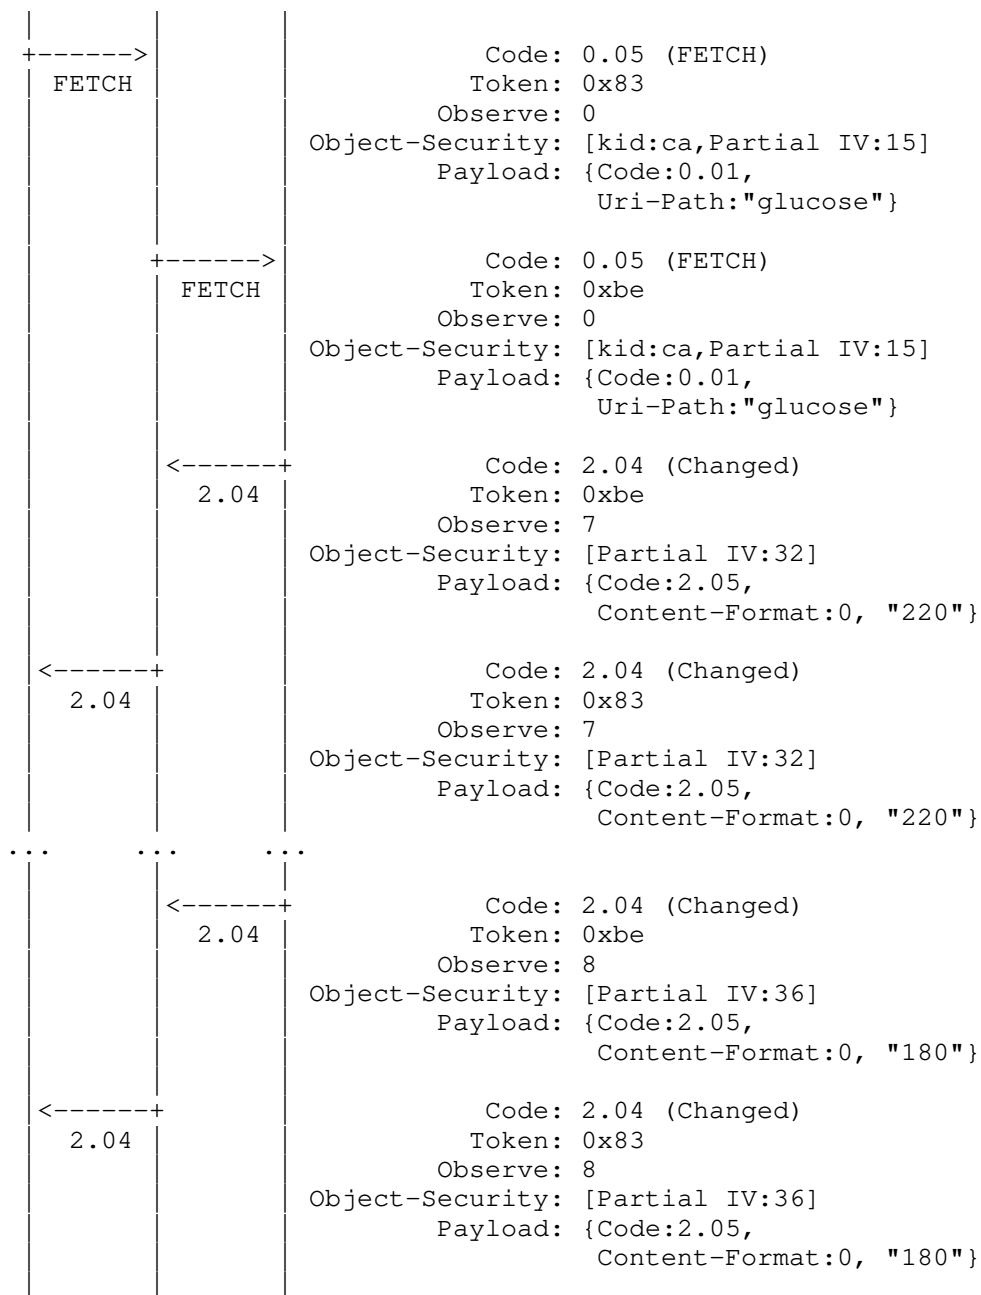 |       |       |
+------>|       |            Code: 0.05 (FETCH)
| FETCH |       |           Token: 0x83
|       |       |         Observe: 0
|       |       | Object-Security: [kid:ca,Partial IV:15]
|       |       |         Payload: {Code:0.01,
|       |       |                   Uri-Path:"glucose"}
|       |       |
|       +------>|            Code: 0.05 (FETCH)
|       | FETCH |           Token: 0xbe
|       |       |         Observe: 0
|       |       | Object-Security: [kid:ca,Partial IV:15]
|       |       |         Payload: {Code:0.01,
|       |       |                   Uri-Path:"glucose"}
|       |       |
|       |<------+            Code: 2.04 (Changed)
|       |  2.04 |           Token: 0xbe
|       |       |         Observe: 7
|       |       | Object-Security: [Partial IV:32]
|       |       |         Payload: {Code:2.05,
|       |       |                   Content-Format:0, "220"}
|       |       |
|<------+       |            Code: 2.04 (Changed)
|  2.04 |       |           Token: 0x83
|       |       |         Observe: 7
|       |       | Object-Security: [Partial IV:32]
|       |       |         Payload: {Code:2.05,
|       |       |                   Content-Format:0, "220"}
...     ...     ...
|       |       |
|       |<------+            Code: 2.04 (Changed)
|       |  2.04 |           Token: 0xbe
|       |       |         Observe: 8
|       |       | Object-Security: [Partial IV:36]
|       |       |         Payload: {Code:2.05,
|       |       |                   Content-Format:0, "180"}
|       |       |
|<------+       |            Code: 2.04 (Changed)
|  2.04 |       |           Token: 0x83
|       |       |         Observe: 8
|       |       | Object-Security: [Partial IV:36]
|       |       |         Payload: {Code:2.05,
|       |       |                   Content-Format:0, "180"}
|       |       |